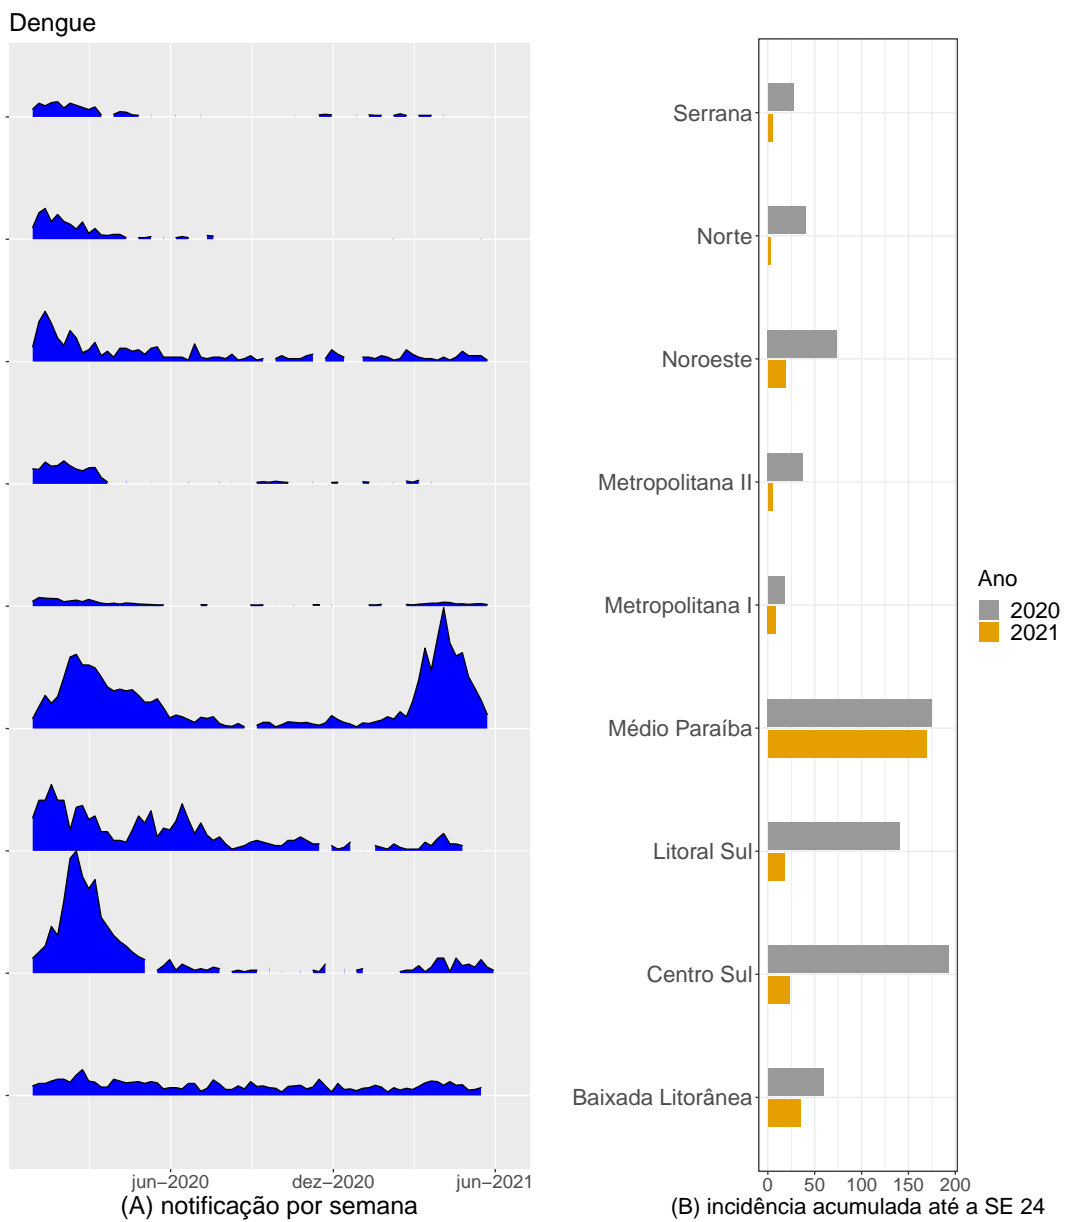 Dengue
Serrana
Norte
Noroeste
Metropolitana II
Metropolitana I
Médio Paraíba
Litoral Sul
Centro Sul
Baixada Litorânea
Ano
2020
2021
jun−2020 dez−2020 jun−2021
(A) notificação por semana
0 50 100 150 200
(B) incidência acumulada até a SE 24